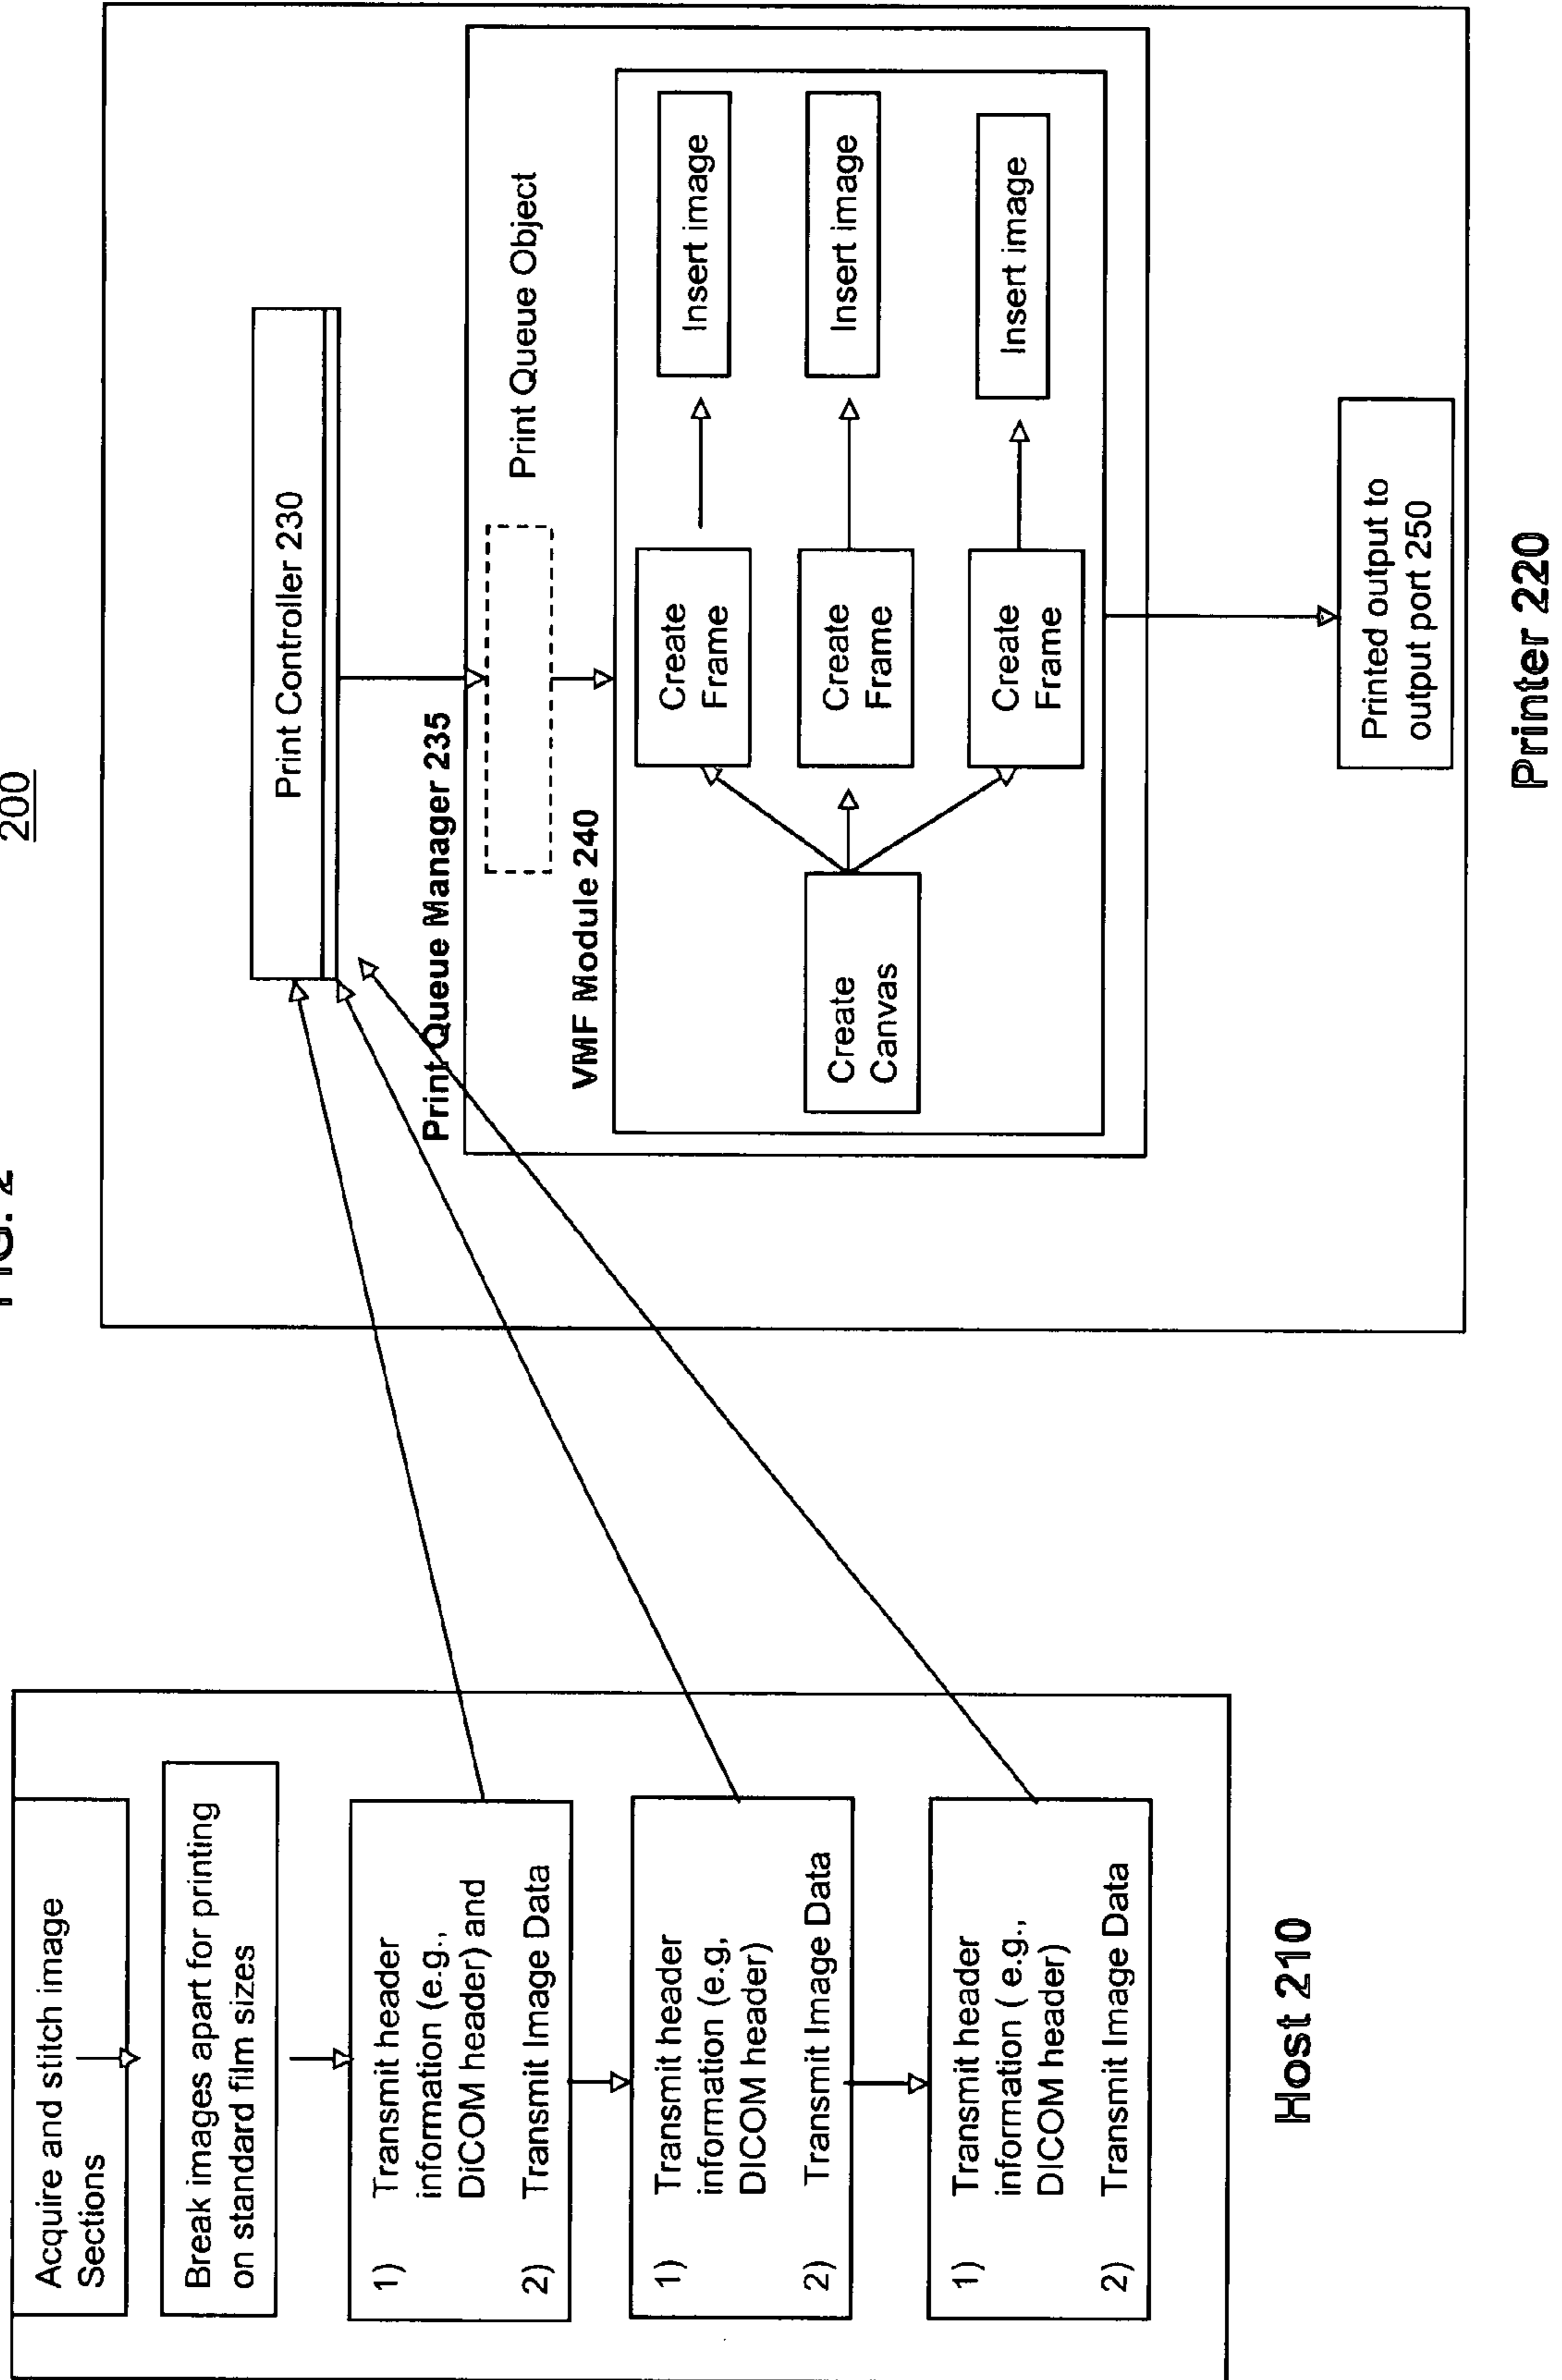 FIG. 2
200
Acquire and stitch image
Sections
Break images apart for printing
on standard film sizes
1) Transmit header
information (e.g.,
DiCOM header) and
2) Transmit Image Data
1) Transmit header
information (e.g,
DICOM header)
2) Transmit Image Data
1) Transmit header
information ( e.g.,
DICOM header)
2) Transmit Image Data
Host 210
Print Controller 230
Print Queue Manager 235
Print Queue Object
VMF Module 240
Create
Canvas
Create
Frame
Insert image
Create
Frame
Insert image
Create
Frame
Insert image
Printed output to
output port 250
Printer 220